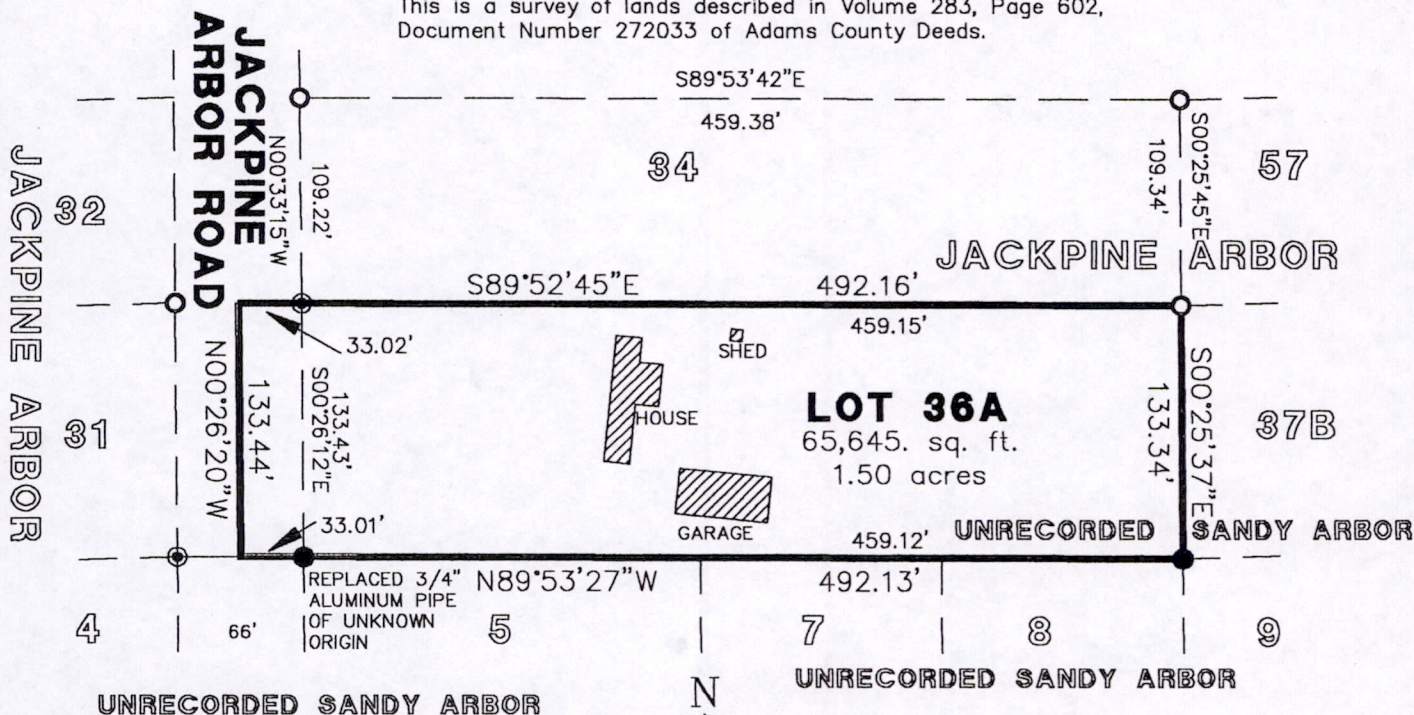 This is a survey of lands described in Volume 283, Page 602,
Document Number 272033 of Adams County Deeds.
JACKPINE
ARBOR ROAD
S89°53'42"E
459.38'
N00°33'15"W
109.22'
34
109.34'
S00°25'45"E
57
32
JACKPINE ARBOR
JACKPINE ARBOR
S89°52'45"E
492.16'
459.15'
33.02'
SHED
HOUSE
LOT 36A
65,645. sq. ft.
1.50 acres
N00°26'20"W
133.44'
133.43'
S00°26'12"E
133.34'
S00°25'37"E
31
37B
33.01'
GARAGE
459.12'
UNRECORDED SANDY ARBOR
REPLACED 3/4"
ALUMINUM PIPE
OF UNKNOWN
ORIGIN
N89°53'27"W
492.13'
4
66'
5
7
8
9
UNRECORDED SANDY ARBOR
UNRECORDED SANDY ARBOR
N